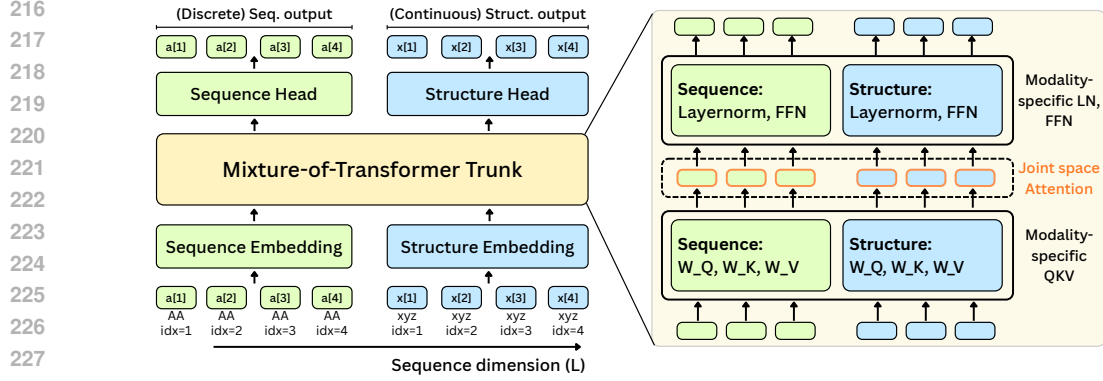 216
217
218
219
220
221
222
223
224
225
226
227
(Discrete) Seq. output
(Continuous) Struct. output
a[1] a[2] a[3] a[4]
x[1] x[2] x[3] x[4]
Sequence Head
Structure Head
Mixture-of-Transformer Trunk
Sequence Embedding
Structure Embedding
a[1] a[2] a[3] a[4]
x[1] x[2] x[3] x[4]
AA AA AA AA
xyz xyz xyz xyz
idx=1 idx=2 idx=3 idx=4
idx=1 idx=2 idx=3 idx=4
Sequence dimension (L)
Sequence:
Layernorm, FFN
Structure:
Layernorm, FFN
Modality-
specific LN,
FFN
Joint space
Attention
Sequence:
W_Q, W_K, W_V
Structure:
W_Q, W_K, W_V
Modality-
specific
QKV